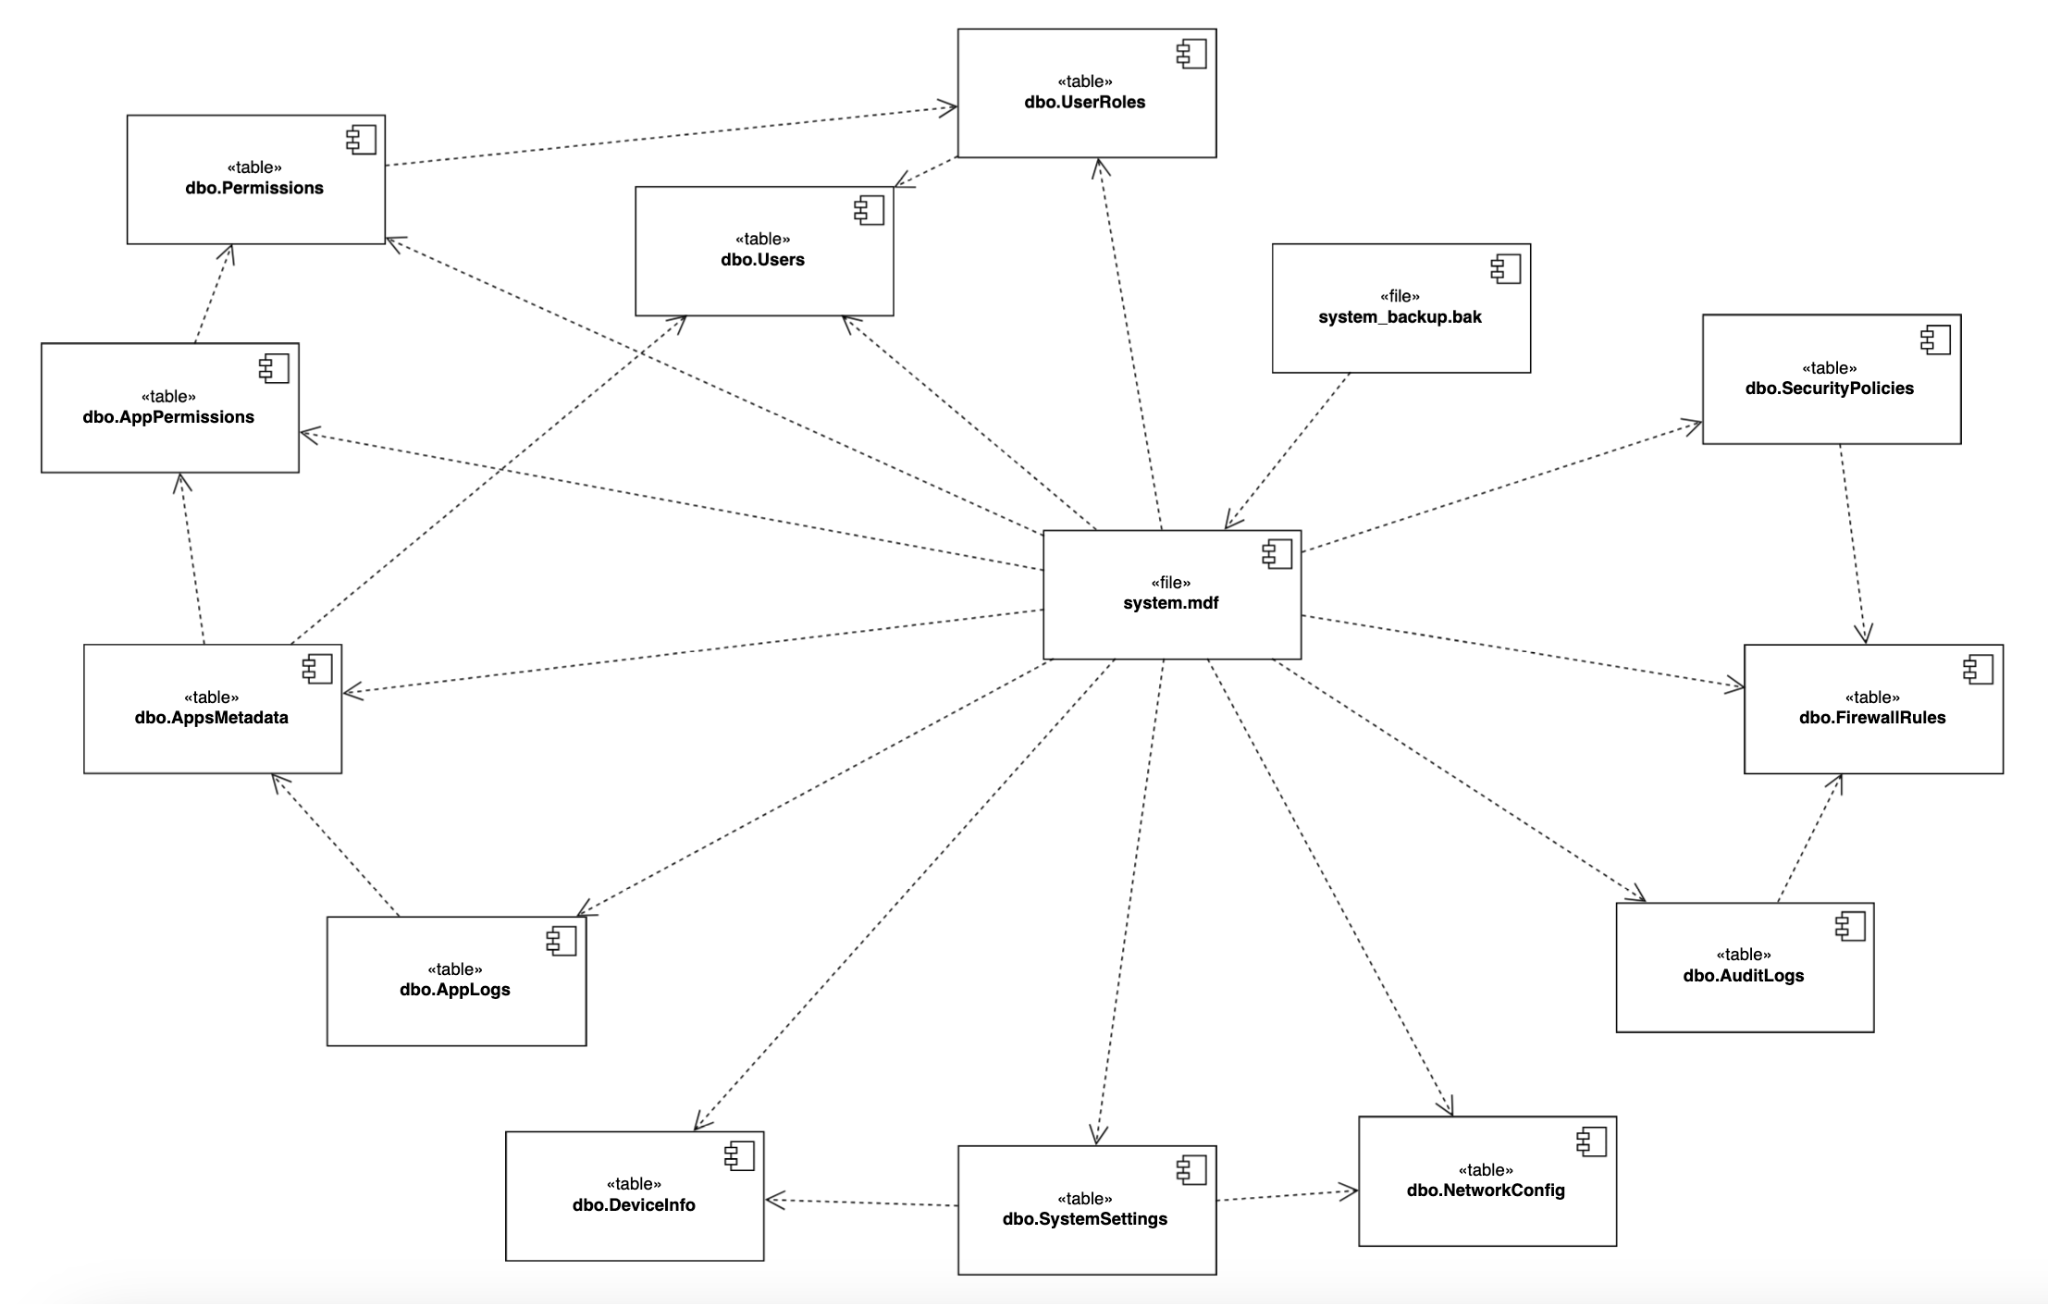 «table»
dbo.UserRoles
«table»
dbo.Permissions
«table»
dbo.Users
«file»
system_backup.bak
«table»
dbo.SecurityPolicies
«table»
dbo.AppPermissions
«file»
system.mdf
«table»
dbo.AppsMetadata
«table»
dbo.FirewallRules
«table»
dbo.AppLogs
«table»
dbo.AuditLogs
«table»
dbo.DeviceInfo
«table»
dbo.SystemSettings
«table»
dbo.NetworkConfig